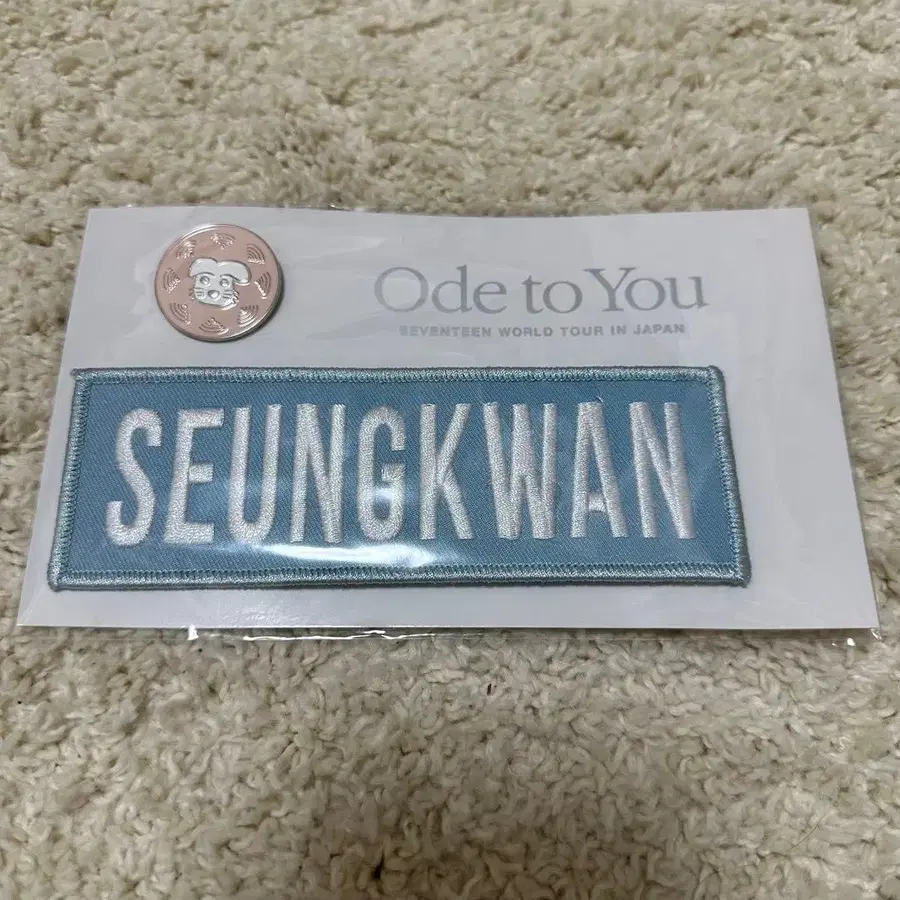 Ode to You
SEVENTEEN WORLD TOUR IN JAPAN
SEUNGKWAN